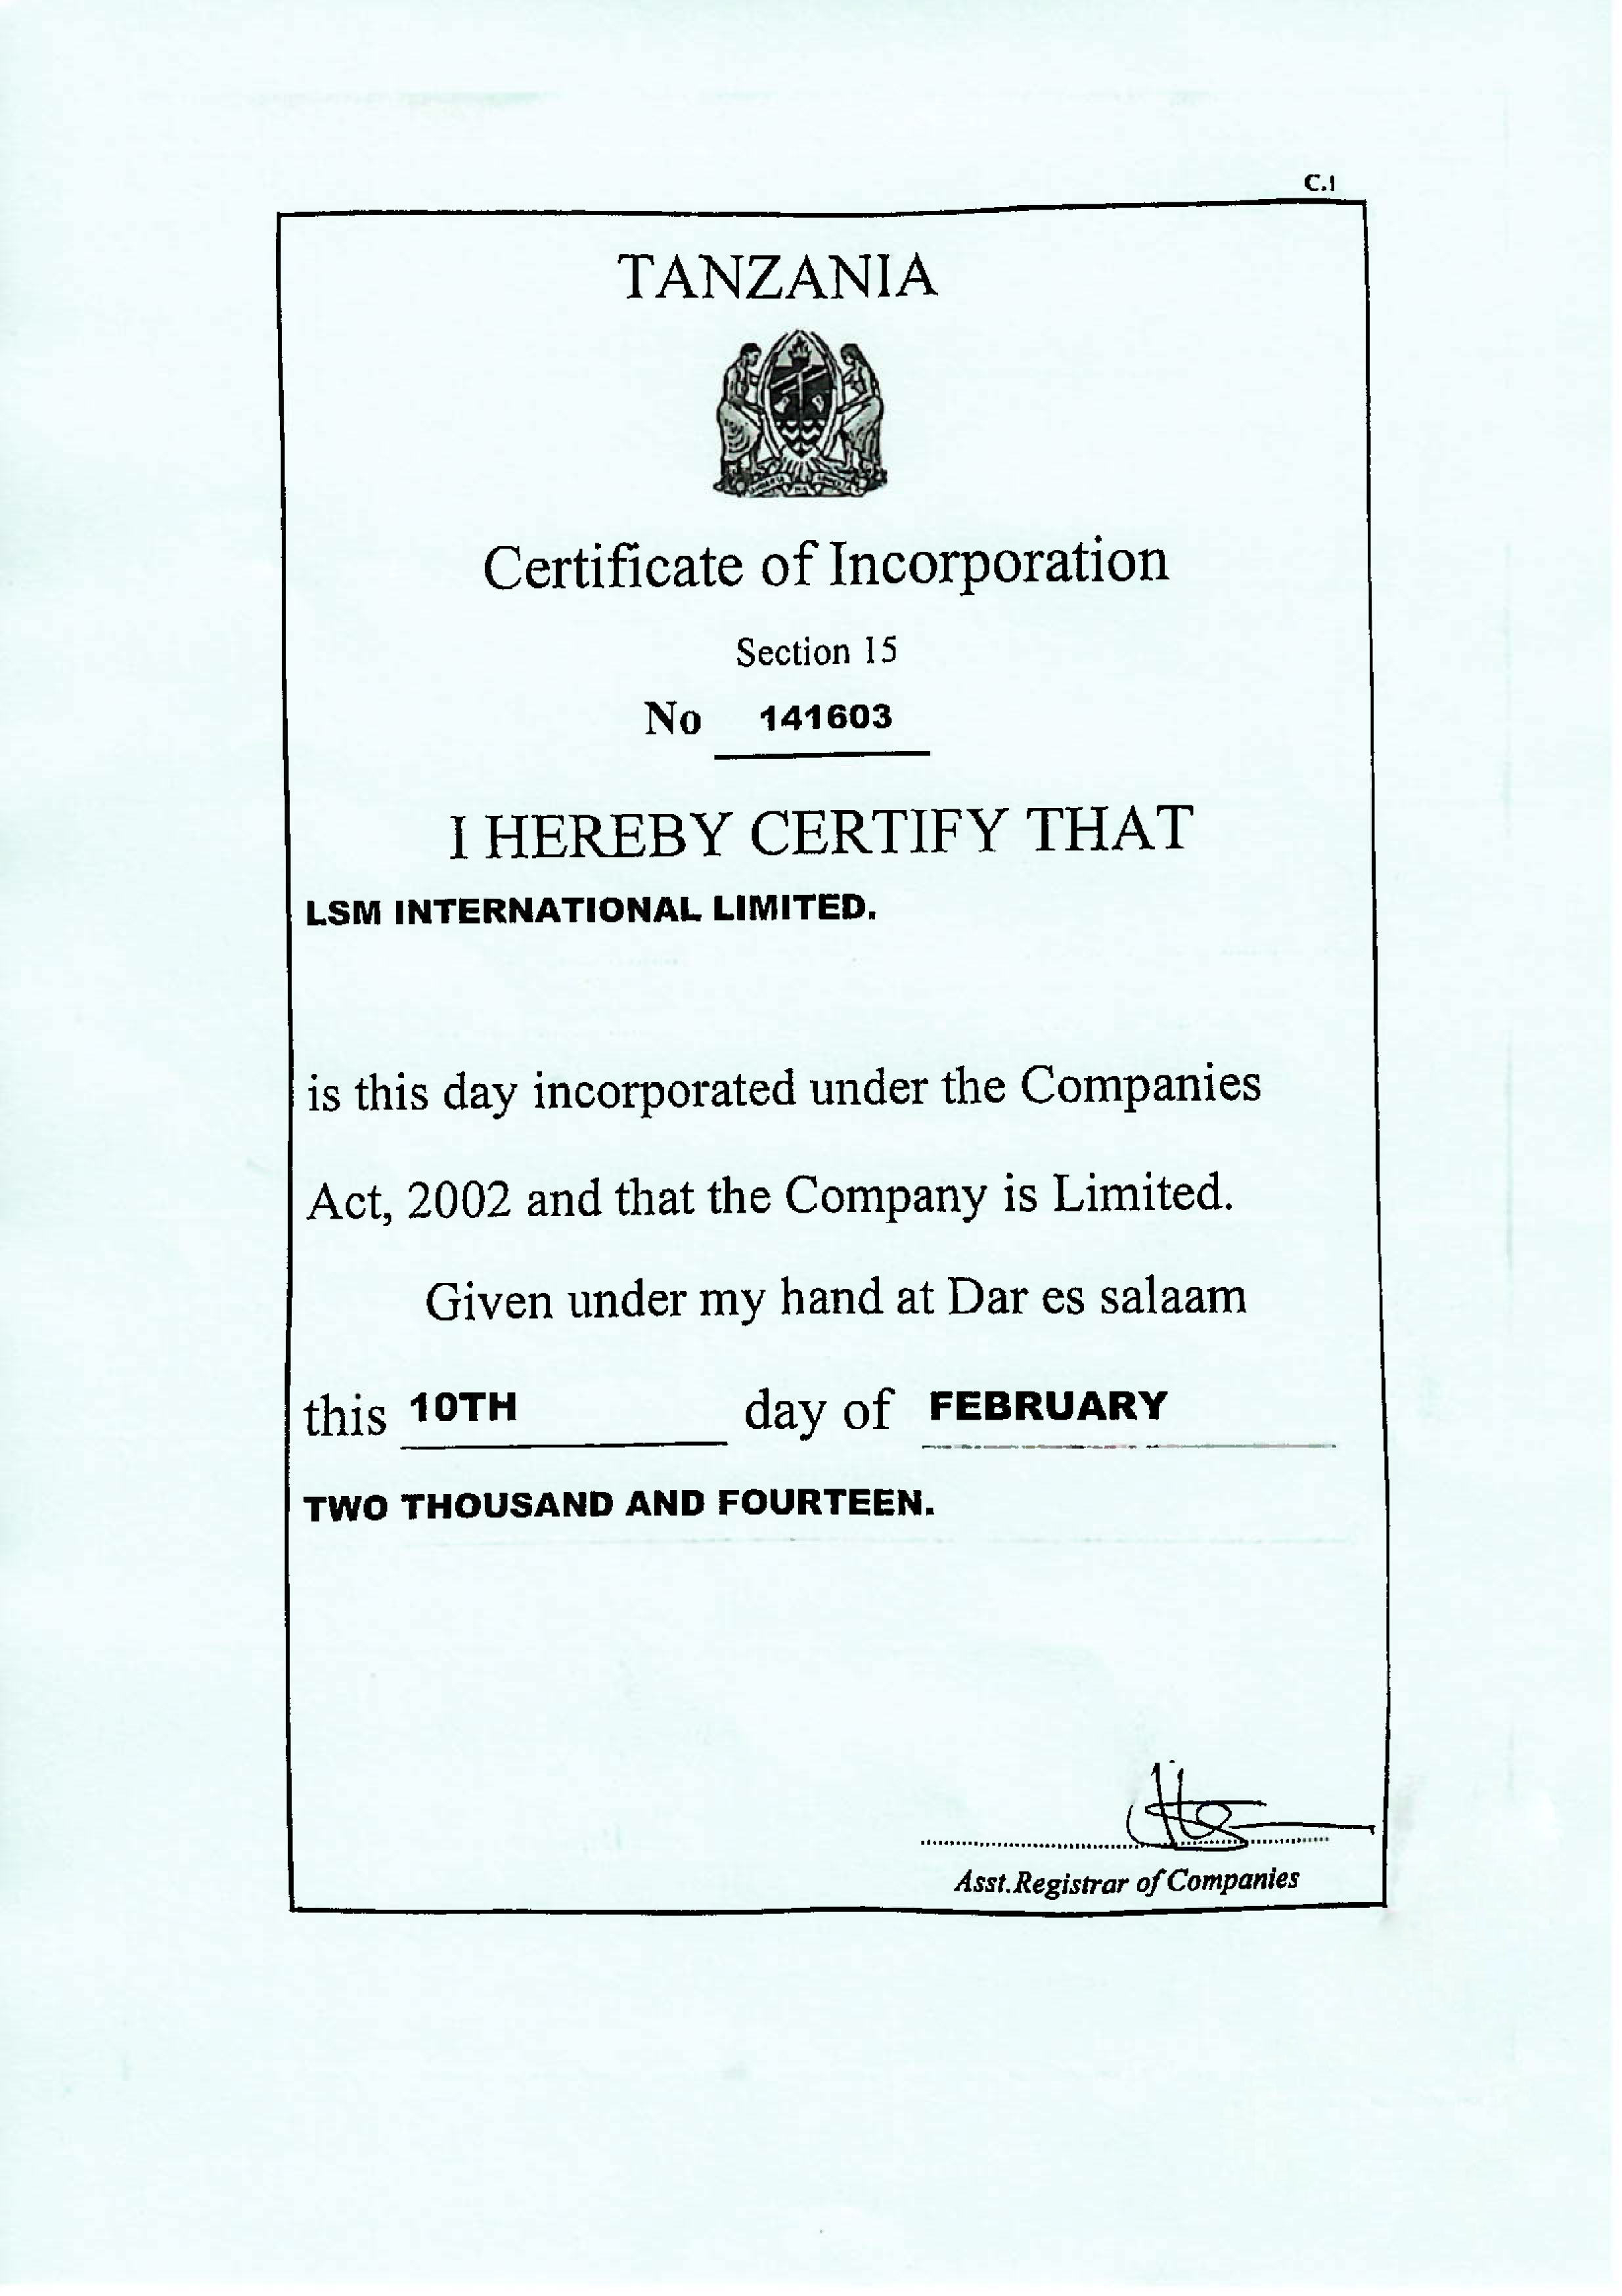 C.1
TANZANIA
Certificate of Incorporation
Section 15
No 141603
I HEREBY CERTIFY THAT
LSM INTERNATIONAL LIMITED.
is this day incorporated under the Companies
Act, 2002 and that the Company is Limited.
Given under my hand at Dar es salaam
this 10TH day of FEBRUARY
TWO THOUSAND AND FOURTEEN.
Asst.Registrar of Companies